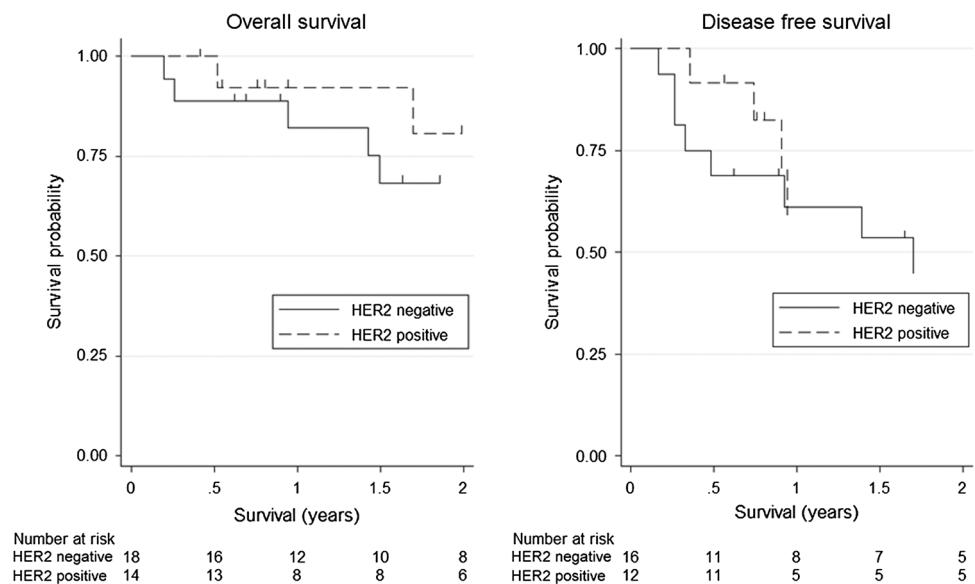 Overall survival
1.00
0.75
0.50
0.25
0.00
Survival probability
HER2 negative
HER2 positive
0 .5 1 1.5 2
Survival (years)
Number at risk
HER2 negative 18 16 12 10 8
HER2 positive 14 13 8 8 6
Disease free survival
1.00
0.75
0.50
0.25
0.00
Survival probability
HER2 negative
HER2 positive
0 .5 1 1.5 2
Survival (years)
Number at risk
HER2 negative 16 11 8 7 5
HER2 positive 12 11 5 5 5